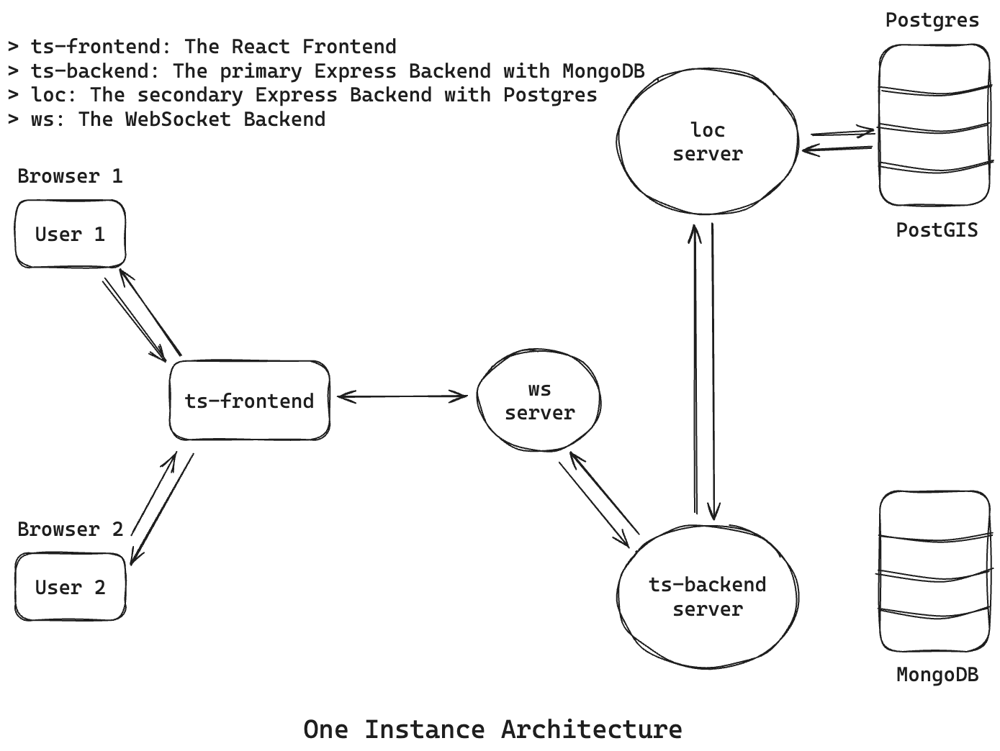 Postgres
> ts-frontend: The React Frontend
> ts-backend: The primary Express Backend with MongoDB
> loc: The secondary Express Backend with Postgres
> ws: The WebSocket Backend
loc
server
Browser 1
User 1
PostGIS
ts-frontend
ws
server
Browser 2
User 2
ts-backend
server
MongoDB
One Instance Architecture